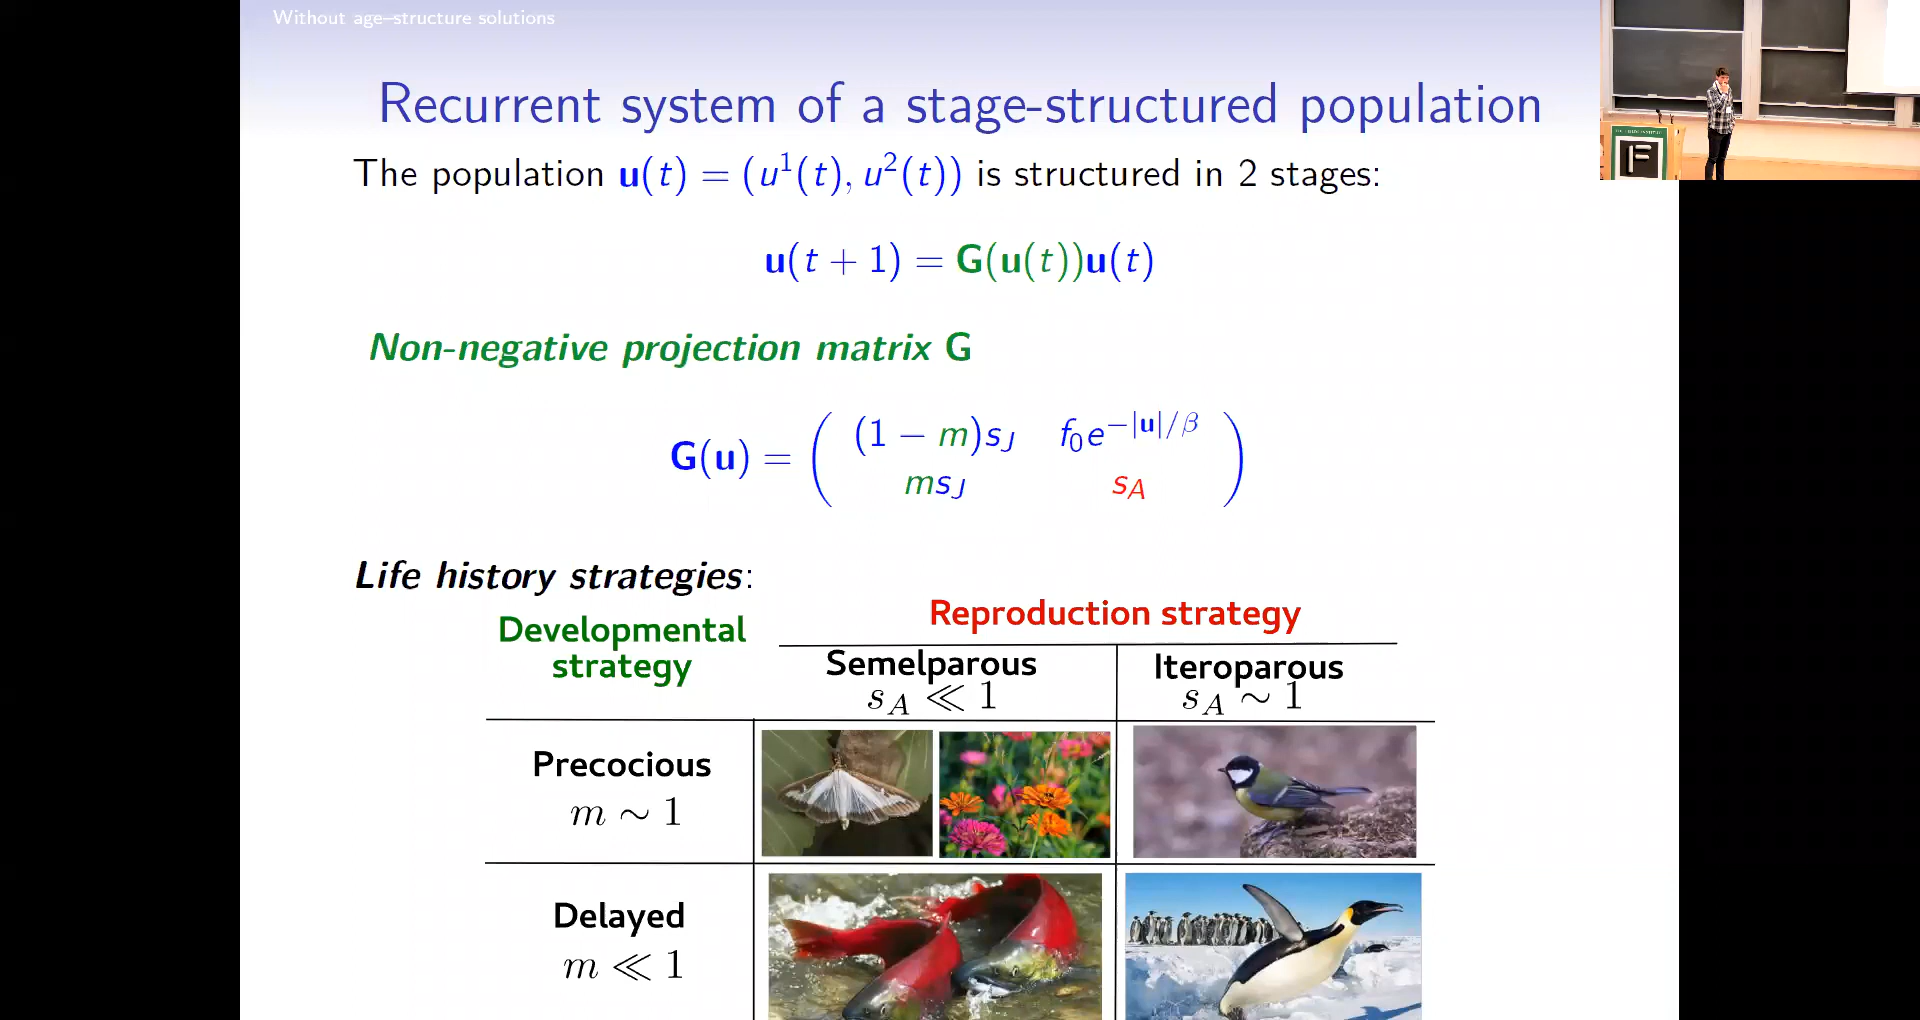 Without age–structure solutions
Recurrent system of a stage-structured population
The population u(t) = (u¹(t), u²(t)) is structured in 2 stages:
u(t + 1) = G(u(t))u(t)
Non-negative projection matrix G
G(u) = ( (1 − m)s_J f₀e^{−|u|/β}
ms_J s_A )
Life history strategies:
Reproduction strategy
Developmental
strategy
Semelparous
s_A ≪ 1
Iteroparous
s_A ∼ 1
Precocious
m ∼ 1
Delayed
m ≪ 1
F